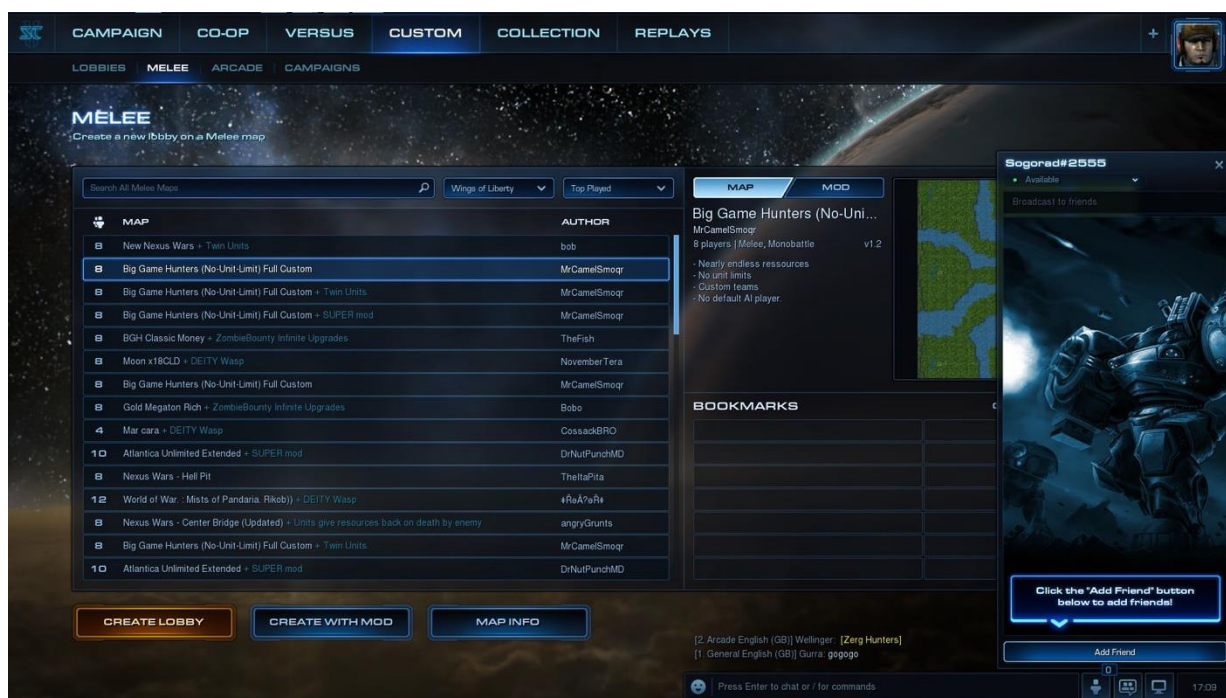 CAMPAIGN CO-OP VERSUS CUSTOM COLLECTION REPLAYS +
LOBBIES MELEE ARCADE CAMPAIGNS
MELEE
Create a new lobby on a Melee map
Search All Melee Maps Wings of Liberty Top Played
MAP AUTHOR
8 New Nexus Wars + Twin Units bob
8 Big Game Hunters (No-Unit-Limit) Full Custom MrCamelSmoqr
8 Big Game Hunters (No-Unit-Limit) Full Custom + Twin Units. MrCamelSmoqr
8 Big Game Hunters (No-Unit-Limit) Full Custom + SUPER mod MrCamelSmoqr
8 BGH Classic Money + ZombieBounty Infinite Upgrades TheFish
8 Moon x18CLD + DEITY Wasp NovemberTera
8 Big Game Hunters (No-Unit-Limit) Full Custom MrCamelSmoqr
8 Gold Megaton Rich + ZombieBounty Infinite Upgrades Bobo
4 Mar cara + DEITY Wasp CossackBRO
10 Atlantica Unlimited Extended + SUPER mod DrNutPunchMD
8 Nexus Wars - Hell Pit TheItaPita
12 World of War. : Mists of Pandaria. Rikob)) + DEITY Wasp
8 Nexus Wars - Center Bridge (Updated) + Units give resources back on death by enemy angryGrunts
8 Big Game Hunters (No-Unit-Limit) Full Custom + Twin Units. MrCamelSmoqr
10 Atlantica Unlimited Extended + SUPER mod DrNutPunchMD
CREATE LOBBY CREATE WITH MOD MAP INFO
MAP MOD
Big Game Hunters (No-Uni...
MrCamelSmoqr
8 players | Melee, Monobattle v1.2
- Nearly endless ressources
- No unit limits
- Custom teams
- No default AI player.
BOOKMARKS
[2. Arcade English (GB)] Wellinger: [Zerg Hunters]
[1. General English (GB)] Gurra: gogogo
Press Enter to chat or / for commands
Sogorad#2555
Available
Broadcast to friends
Click the "Add Friend" button
below to add friends!
Add Friend
0
17:09